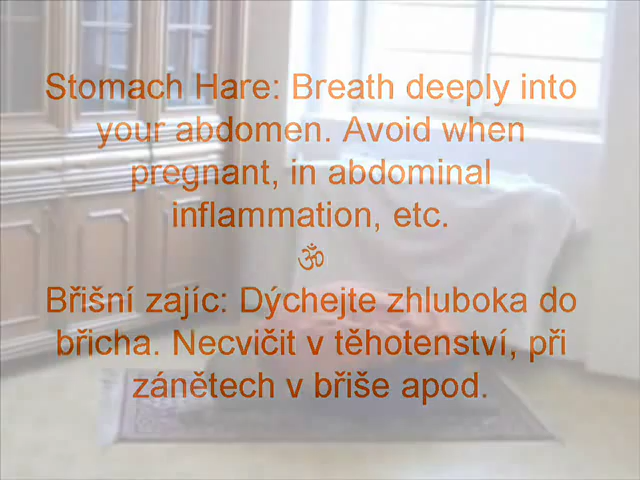 Stomach Hare: Breath deeply into
your abdomen. Avoid when
pregnant, in abdominal
inflammation, etc.
ॐ
Břišní zajíc: Dýchejte zhluboka do
břicha. Necvičit v těhotenství, při
zánětech v břiše apod.